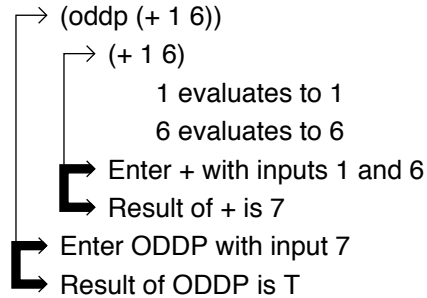 (oddp (+ 1 6))
(+ 1 6)
1 evaluates to 1
6 evaluates to 6
Enter + with inputs 1 and 6
Result of + is 7
Enter ODDP with input 7
Result of ODDP is T